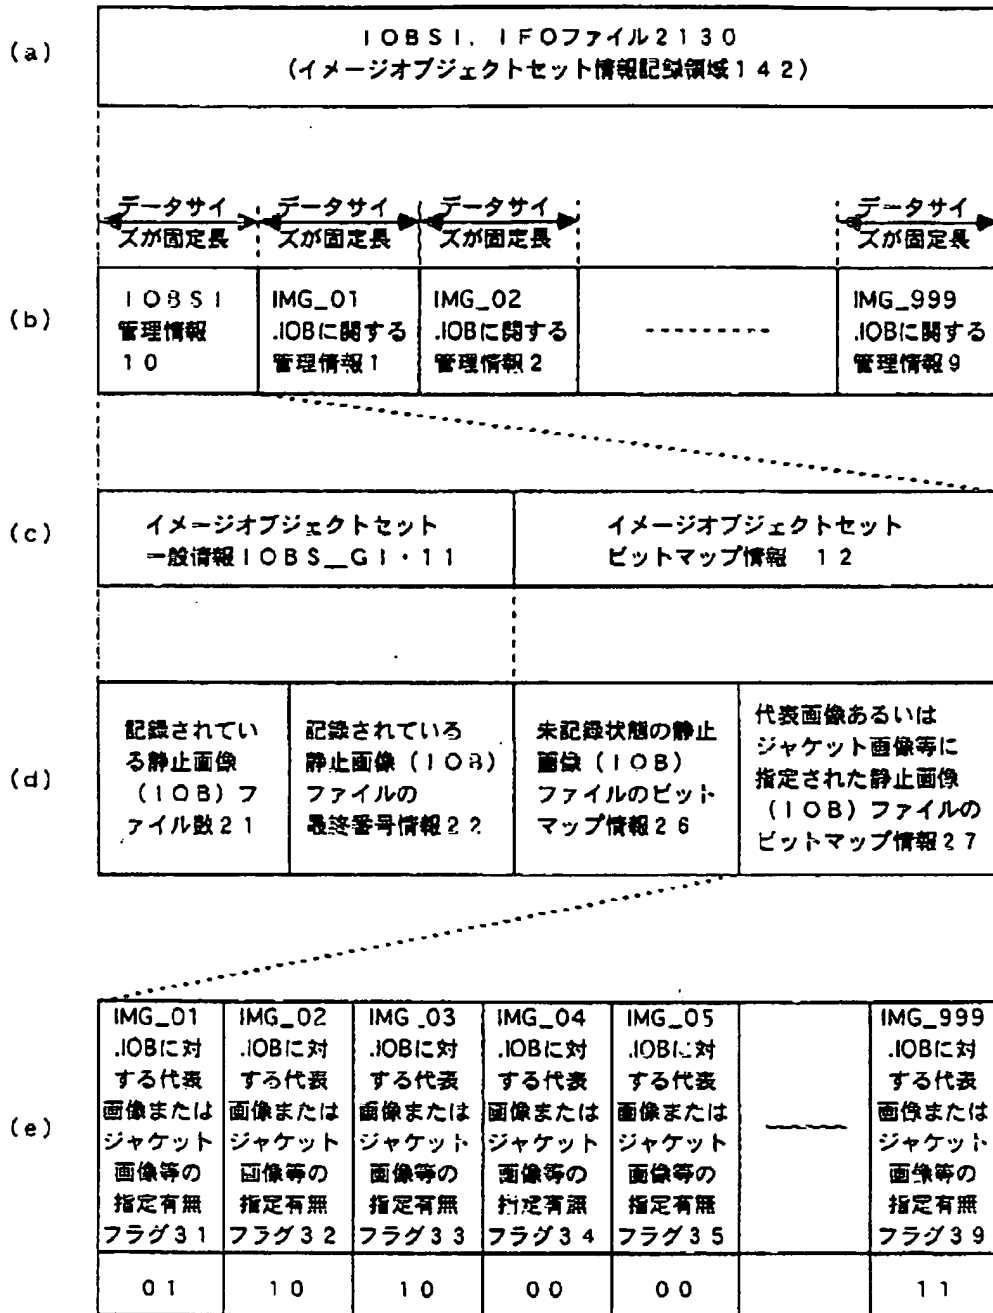 (a)
IOBSI. IFOファイル2130
(イメージオブジェクトセット情報記録領域142)
データサイ
ズが固定長
データサイ
ズが固定長
データサイ
ズが固定長
データサイ
ズが固定長
(b)
IOBSI
管理情報
10
IMG_01
.IOBに関する
管理情報1
IMG_02
.IOBに関する
管理情報2
IMG_999
.IOBに関する
管理情報9
(c)
イメージオブジェクトセット
一般情報IOBS__GI・11
イメージオブジェクトセット
ビットマップ情報 12
(d)
記録されてい
る静止画像
(IOB)フ
ァイル数21
記録されている
静止画像(IOB)
ファイルの
最終番号情報22
未記録状態の静止
画像(IOB)
ファイルのビット
マップ情報26
代表画像あるいは
ジャケット画像等に
指定された静止画像
(IOB)ファイルの
ビットマップ情報27
(e)
IMG_01
.IOBに対
する代表
画像または
ジャケット
画像等の
指定有無
フラグ31
01
IMG_02
.IOBに対
する代表
画像または
ジャケット
画像等の
指定有無
フラグ32
10
IMG_03
.IOBに対
する代表
画像または
ジャケット
画像等の
指定有無
フラグ33
10
IMG_04
.IOBに対
する代表
画像または
ジャケット
画像等の
指定有無
フラグ34
00
IMG_05
.IOBに対
する代表
画像または
ジャケット
画像等の
指定有無
フラグ35
00
IMG_999
.IOBに対
する代表
画像または
ジャケット
画像等の
指定有無
フラグ39
11